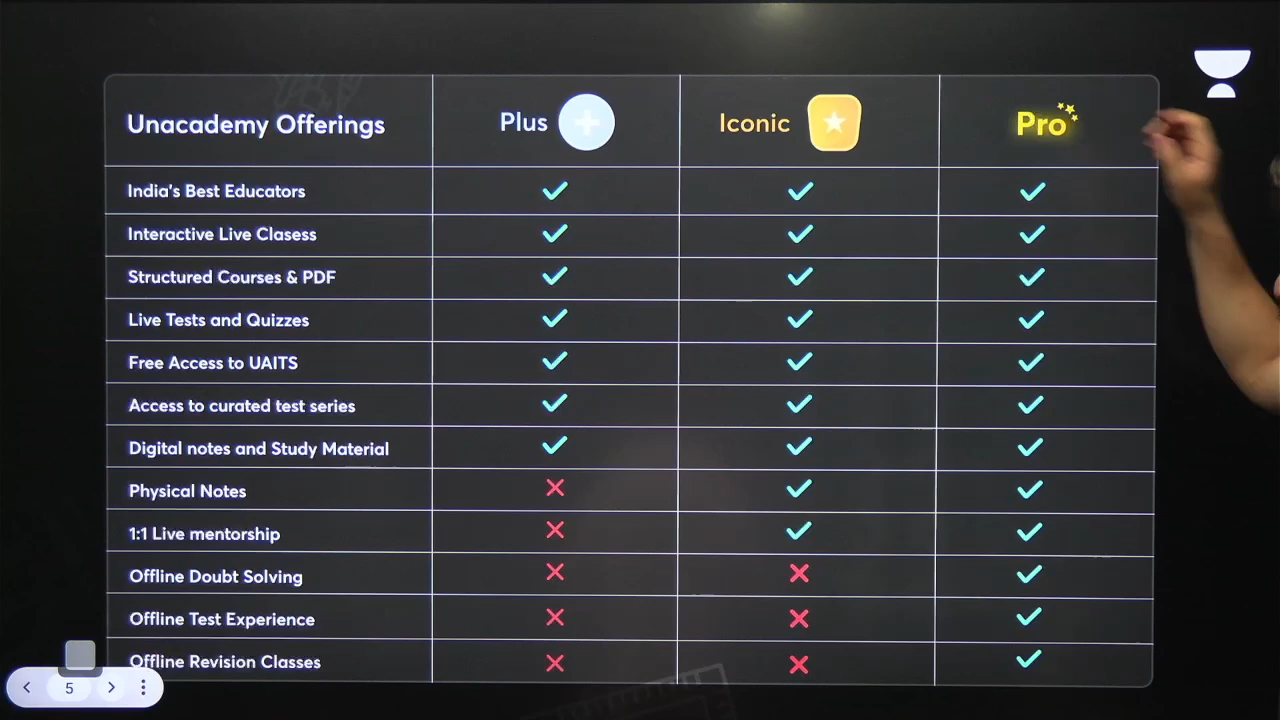 Unacademy Offerings Plus Iconic Pro
India's Best Educators
Interactive Live Clasess
Structured Courses & PDF
Live Tests and Quizzes
Free Access to UAITS
Access to curated test series
Digital notes and Study Material
Physical Notes
1:1 Live mentorship
Offline Doubt Solving
Offline Test Experience
Offline Revision Classes
5